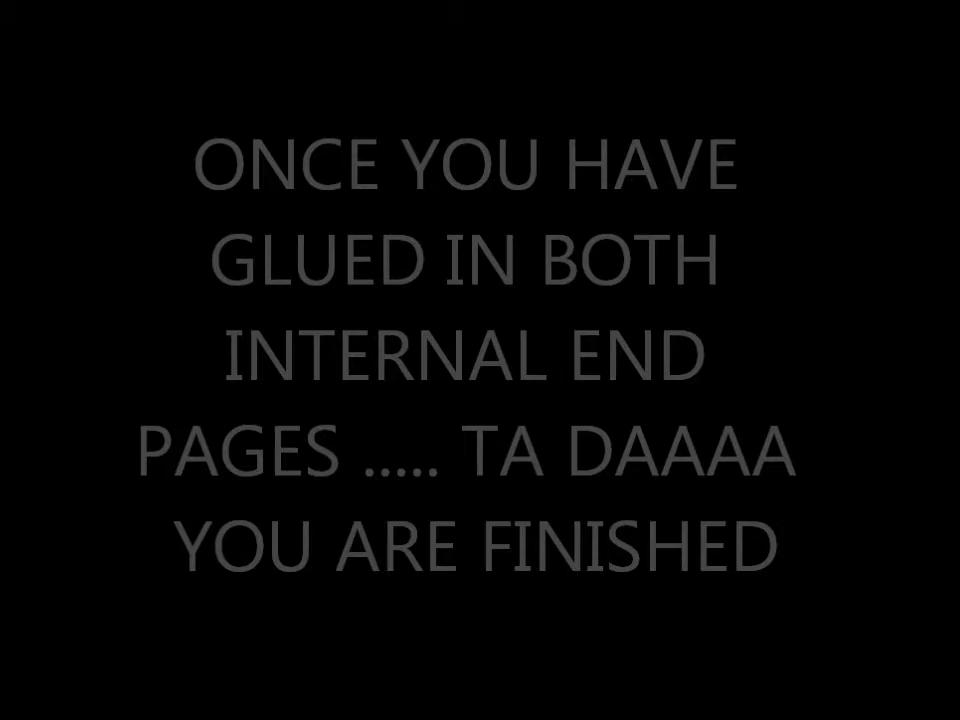 ONCE YOU HAVE
GLUED IN BOTH
INTERNAL END
PAGES ..... TA DAAAA
YOU ARE FINISHED